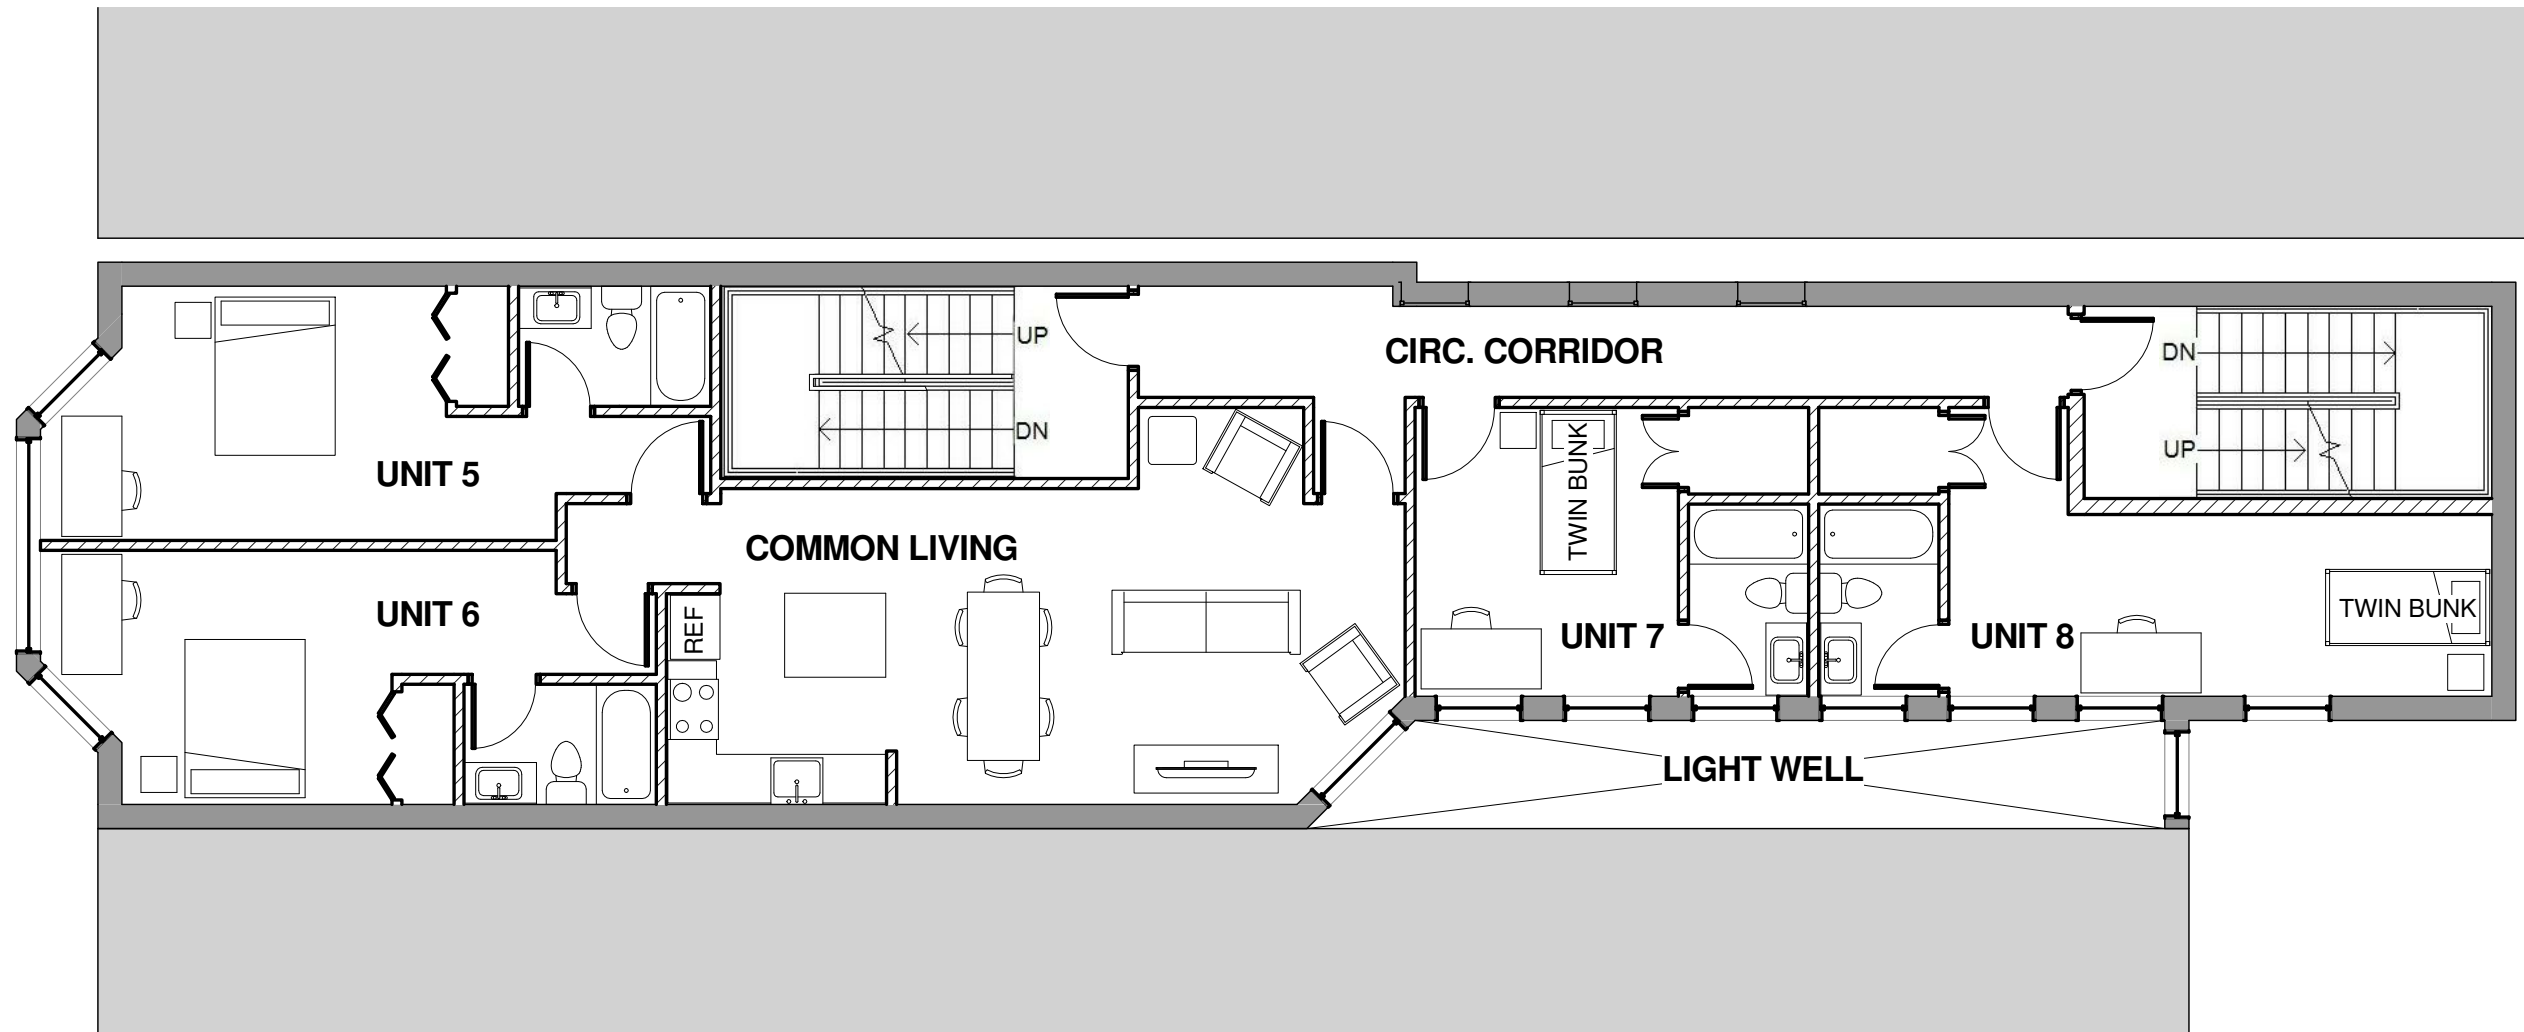 UP
CIRC. CORRIDOR
DN
DN
TWIN BUNK
UP
UNIT 5
COMMON LIVING
UNIT 6
REF
UNIT 7
UNIT 8
TWIN BUNK
LIGHT WELL